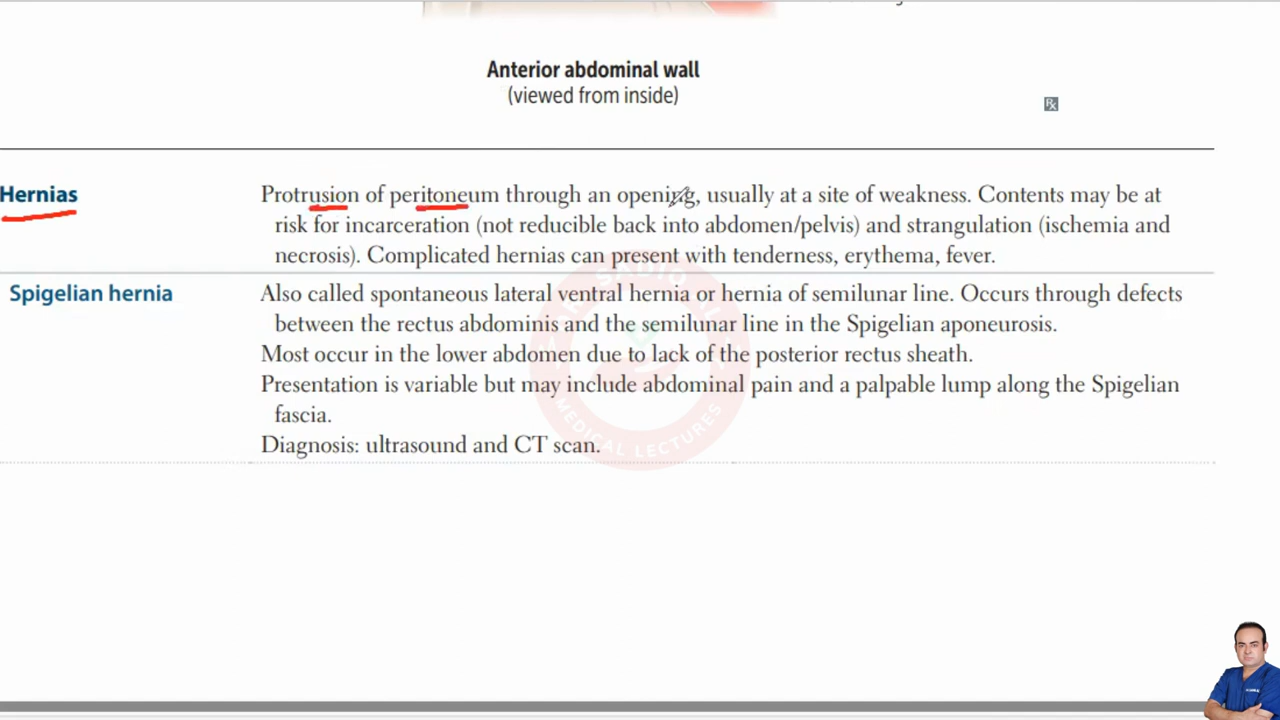 Anterior abdominal wall
(viewed from inside)
Rx
Hernias
Protrusion of peritoneum through an opening, usually at a site of weakness. Contents may be at
risk for incarceration (not reducible back into abdomen/pelvis) and strangulation (ischemia and
necrosis). Complicated hernias can present with tenderness, erythema, fever.
Spigelian hernia
Also called spontaneous lateral ventral hernia or hernia of semilunar line. Occurs through defects
between the rectus abdominis and the semilunar line in the Spigelian aponeurosis.
Most occur in the lower abdomen due to lack of the posterior rectus sheath.
Presentation is variable but may include abdominal pain and a palpable lump along the Spigelian
fascia.
Diagnosis: ultrasound and CT scan.
MEDICAL LECTURES